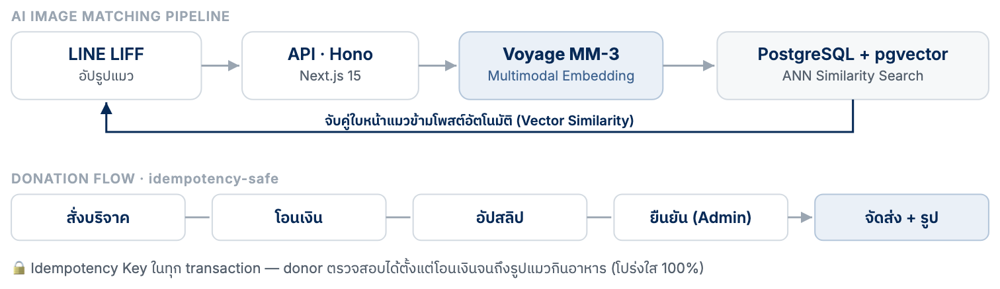 AI IMAGE MATCHING PIPELINE
LINE LIFF
อัปรูปแมว
API · Hono
Next.js 15
Voyage MM-3
Multimodal Embedding
PostgreSQL + pgvector
ANN Similarity Search
จับคู่ใบหน้าแมวข้ามโพสต์อัตโนมัติ (Vector Similarity)
DONATION FLOW · idempotency-safe
สั่งบริจาค
โอนเงิน
อัปสลิป
ยืนยัน (Admin)
จัดส่ง + รูป
🔒 Idempotency Key ในทุก transaction — donor ตรวจสอบได้ตั้งแต่โอนเงินจนถึงรูปแมวกินอาหาร (โปร่งใส 100%)